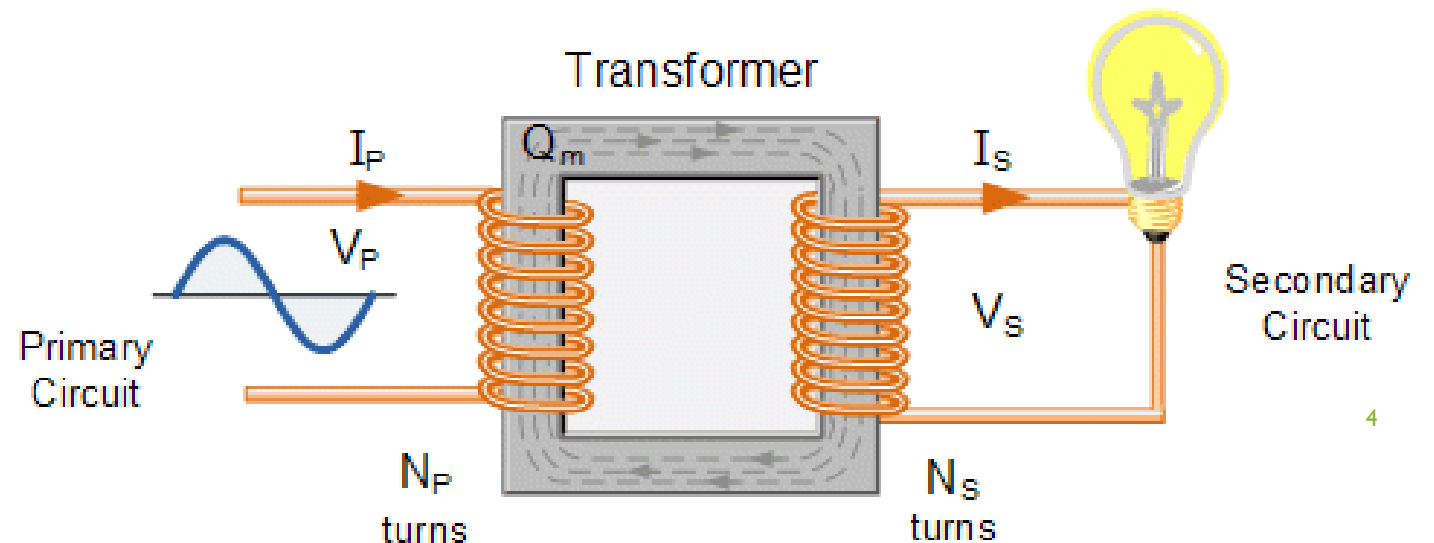 Transformer
Qm
IP
IS
VP
VS
Primary
Circuit
Secondary
Circuit
4
NP
turns
NS
turns